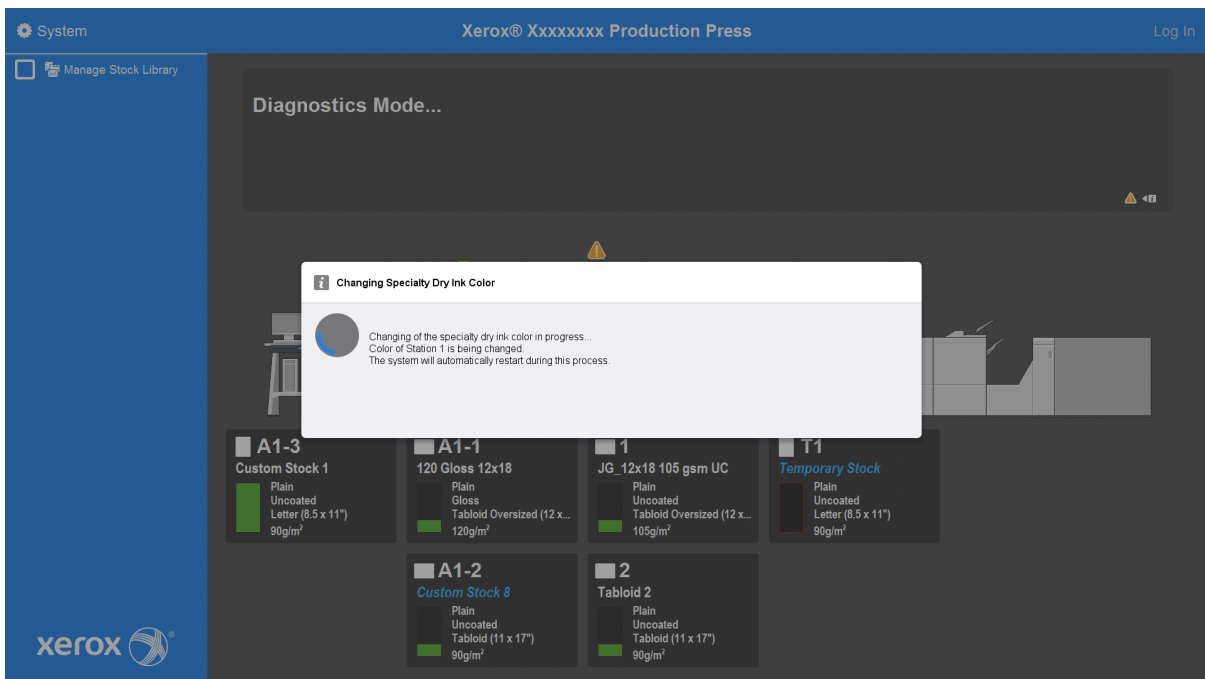 System
Xerox® Xxxxxxxx Production Press
Log In
Manage Stock Library
Diagnostics Mode...
Changing Specialty Dry Ink Color
Changing of the specialty dry ink color in progress...
Color of Station 1 is being changed.
The system will automatically restart during this process.
A1-3
Custom Stock 1
Plain
Uncoated
Letter (8.5 x 11")
90g/m²
A1-1
120 Gloss 12x18
Plain
Gloss
Tabloid Oversized (12 x...
120g/m²
1
JG_12x18 105 gsm UC
Plain
Uncoated
Tabloid Oversized (12 x...
105g/m²
T1
Temporary Stock
Plain
Uncoated
Letter (8.5 x 11")
90g/m²
A1-2
Custom Stock 8
Plain
Uncoated
Tabloid (11 x 17")
90g/m²
2
Tabloid 2
Plain
Uncoated
Tabloid (11 x 17")
90g/m²
xerox®